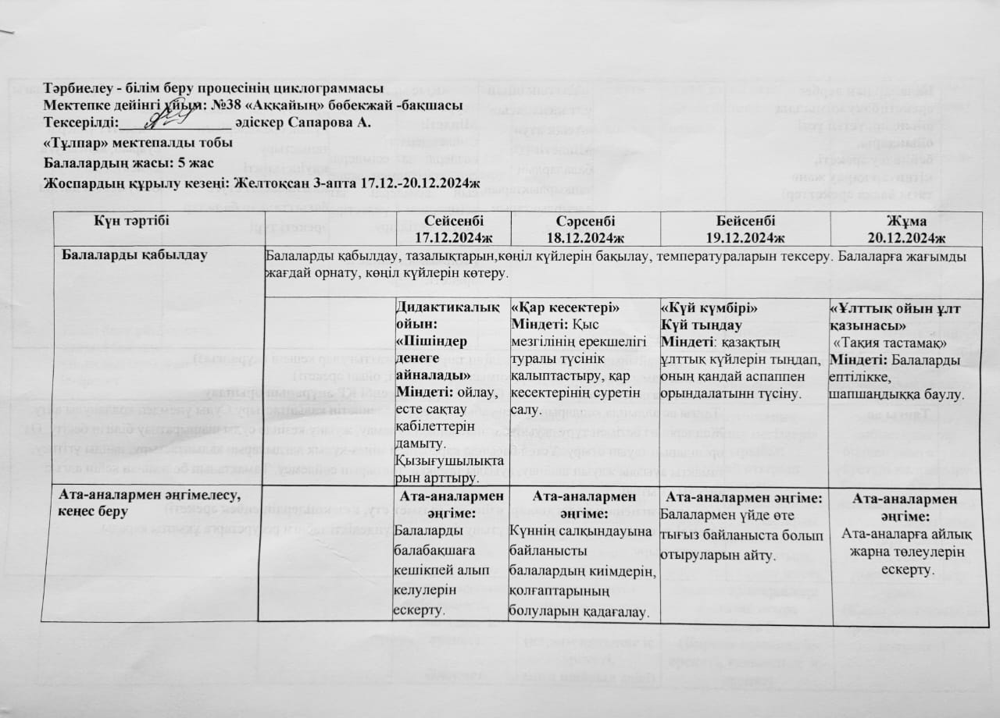 Тәрбиелеу - білім беру процесінің циклограммасы
Мектепке дейінгі ұйым: №38 «Аққайың» бөбекжай -бақшасы
Тексерілді: әдіскер Сапарова А.
«Тұлпар» мектепалды тобы
Балалардың жасы: 5 жас
Жоспардың құрылу кезеңі: Желтоқсан 3-апта 17.12.-20.12.2024ж
Күн тәртібі
Сейсенбі
17.12.2024ж
Сәрсенбі
18.12.2024ж
Бейсенбі
19.12.2024ж
Жұма
20.12.2024ж
Балаларды қабылдау
Балаларды қабылдау, тазалықтарын,көңіл күйлерін бақылау, температураларын тексеру. Балаларға жағымды
жағдай орнату, көңіл күйлерін көтеру.
Дидактикалық
ойын:
«Пішіндер
денеге
айналады»
Міндеті: ойлау,
есте сақтау
қабілеттерін
дамыту.
Қызығушылықта
рын арттыру.
«Қар кесектері»
Міндеті: Қыс
мезгілінің ерекшелігі
туралы түсінік
қалыптастыру, қар
кесектерінің суретін
салу.
«Күй күмбірі»
Күй тыңдау
Міндеті: қазақтың
ұлттық күйлерін тыңдап,
оның қандай аспаппен
орындалатынн түсіну.
«Ұлттық ойын ұлт
қазынасы»
«Тақия тастамақ»
Міндеті: Балаларды
ептілікке,
шапшаңдыққа баулу.
Ата-аналармен әңгімелесу,
кеңес беру
Ата-аналармен
әңгіме:
Балаларды
балабақшаға
кешікпей алып
келулерін
ескерту.
Ата-аналармен
әңгіме:
Күннің салқындауына
байланысты
балалардың киімдерін,
қолғаптарының
болуларын қадағалау.
Ата-аналармен әңгіме:
Балалармен үйде өте
тығыз байланыста болып
отыруларын айту.
Ата-аналармен
әңгіме:
Ата-аналарға айлық
жарна төлеулерін
ескерту.